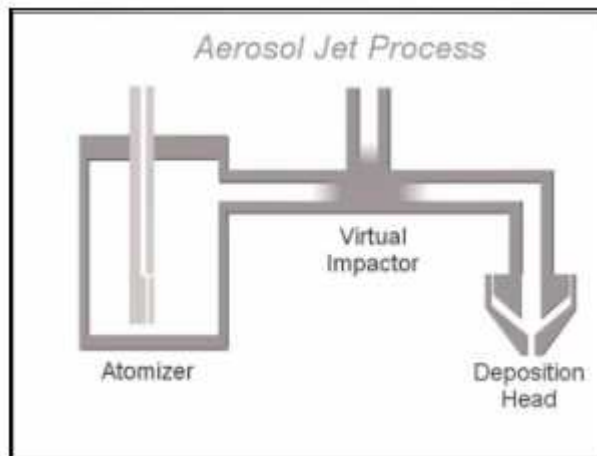 Aerosol Jet Process
Virtual
Impactor
Atomizer
Deposition
Head